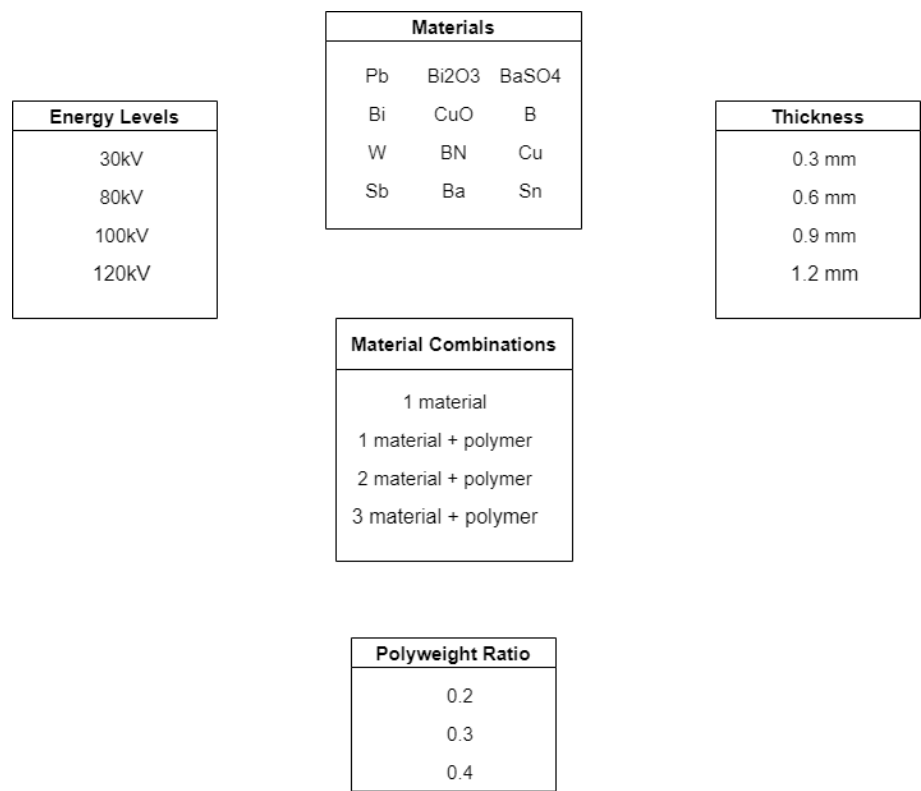 Materials
Pb Bi2O3 BaSO4
Bi CuO B
W BN Cu
Sb Ba Sn
Energy Levels
30kV
80kV
100kV
120kV
Thickness
0.3 mm
0.6 mm
0.9 mm
1.2 mm
Material Combinations
1 material
1 material + polymer
2 material + polymer
3 material + polymer
Polyweight Ratio
0.2
0.3
0.4